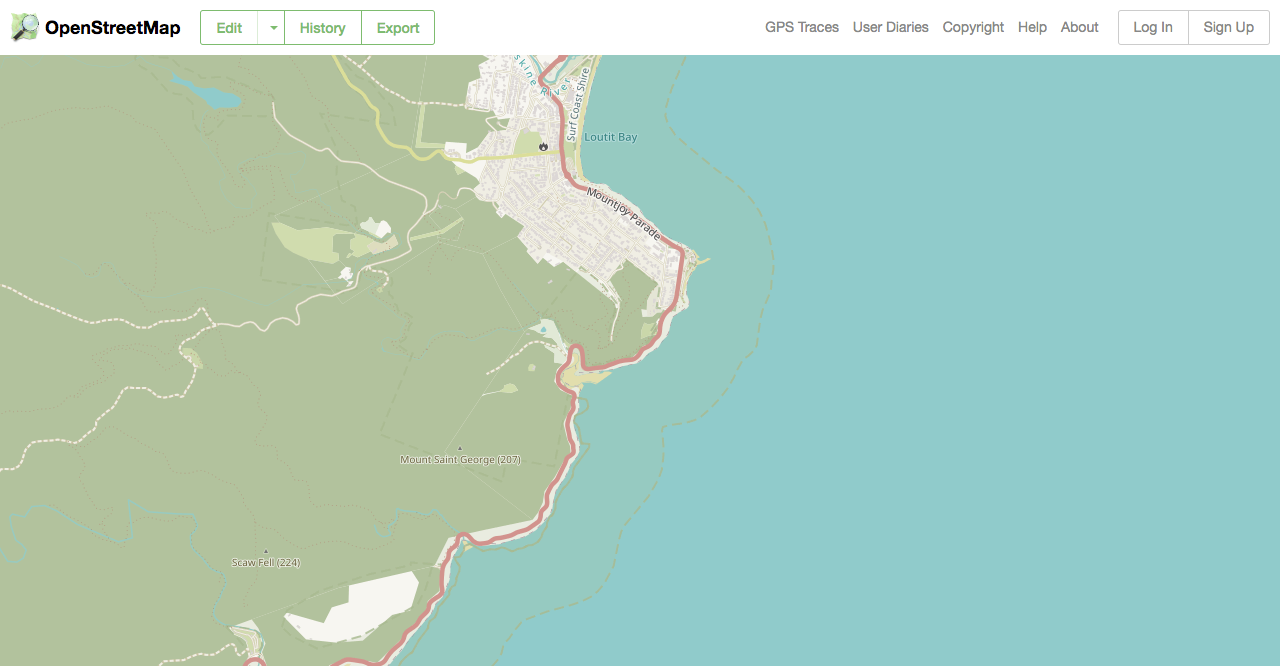 OpenStreetMap
Edit
History
Export
GPS Traces
User Diaries
Copyright
Help
About
Log In
Sign Up
skine River
Surf Coast Shire
Loutit Bay
Mountjoy Parade
Mount Saint George (207)
Scaw Fell (224)